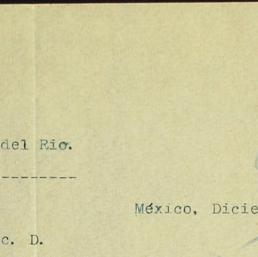 del Rio.
---------
México, Dicie
c. D.